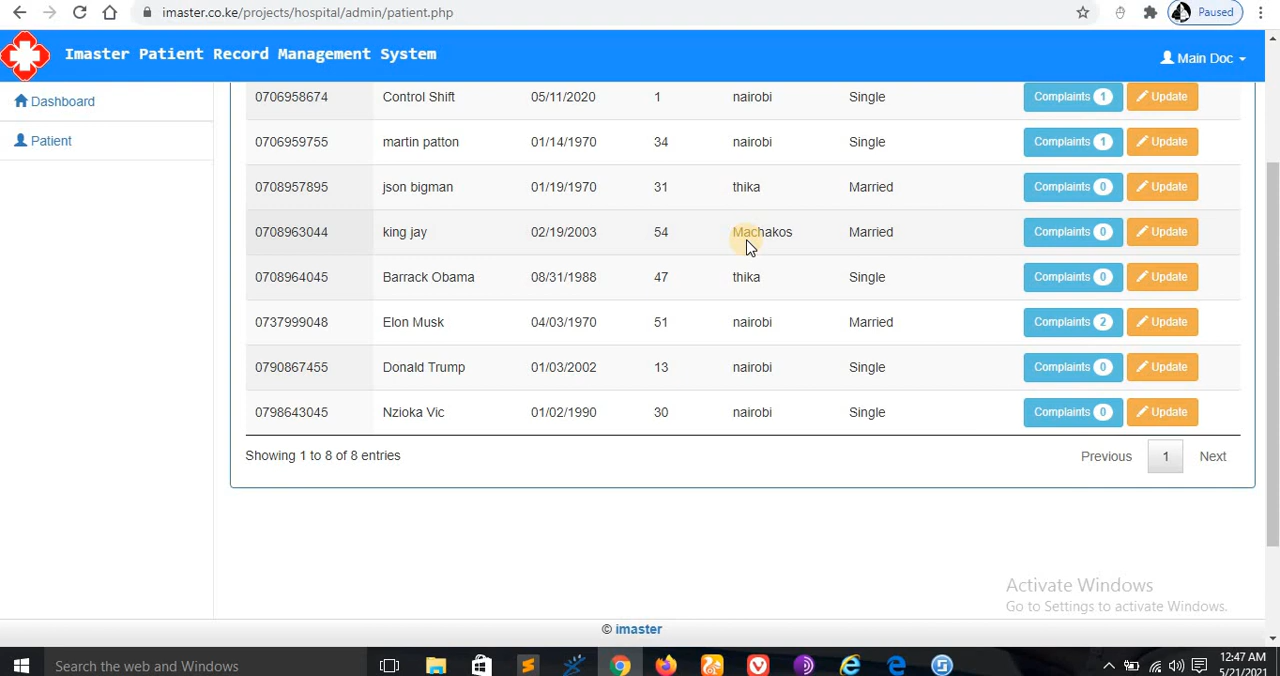 imaster.co.ke/projects/hospital/admin/patient.php
Paused
Imaster Patient Record Management System
Main Doc
Dashboard
Patient
0706958674 Control Shift 05/11/2020 1 nairobi Single Complaints 1 Update
0706959755 martin patton 01/14/1970 34 nairobi Single Complaints 1 Update
0708957895 json bigman 01/19/1970 31 thika Married Complaints 0 Update
0708963044 king jay 02/19/2003 54 Machakos Married Complaints 0 Update
0708964045 Barrack Obama 08/31/1988 47 thika Single Complaints 0 Update
0737999048 Elon Musk 04/03/1970 51 nairobi Married Complaints 2 Update
0790867455 Donald Trump 01/03/2002 13 nairobi Single Complaints 0 Update
0798643045 Nzioka Vic 01/02/1990 30 nairobi Single Complaints 0 Update
Showing 1 to 8 of 8 entries
Previous 1 Next
Activate Windows
Go to Settings to activate Windows.
© imaster
Search the web and Windows
12:47 AM
5/21/2021